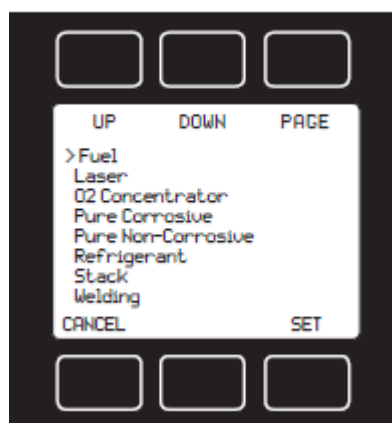 UP DOWN PAGE
>Fuel
Laser
O2 Concentrator
Pure Corrosive
Pure Non-Corrosive
Refrigerant
Stack
Welding
CANCEL SET